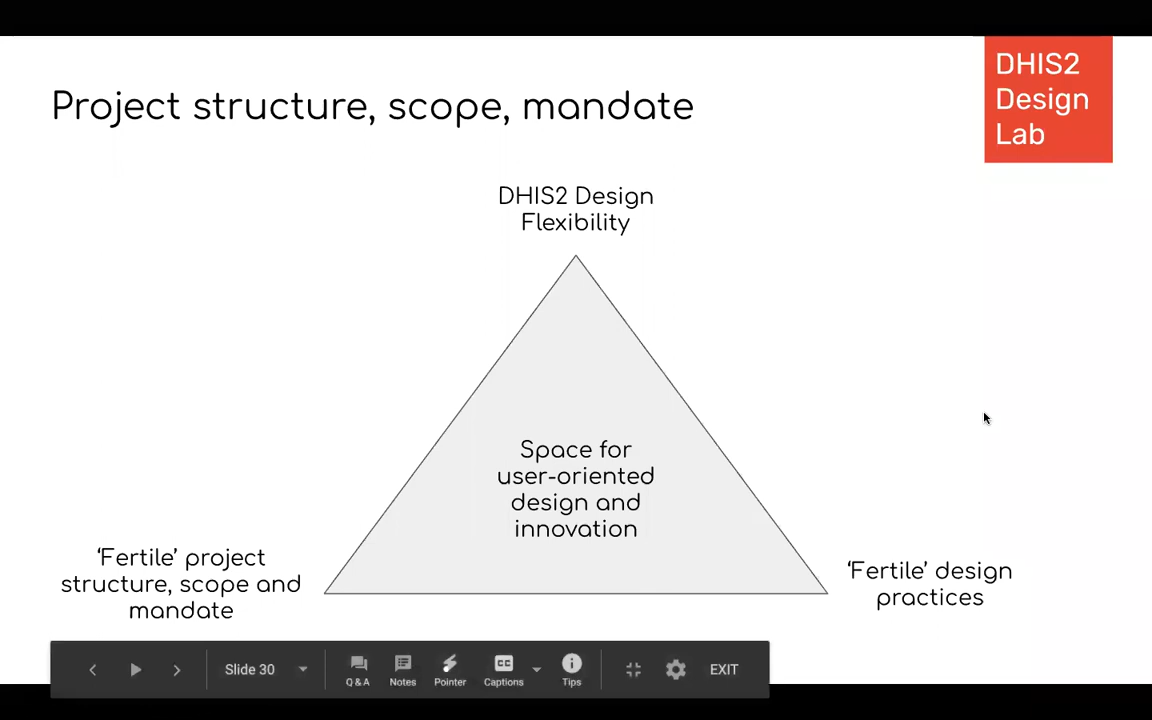 DHIS2
Design
Lab
Project structure, scope, mandate
DHIS2 Design
Flexibility
Space for
user-oriented
design and
innovation
‘Fertile’ project
structure, scope and
mandate
‘Fertile’ design
practices
Slide 30
Q & A
Notes
Pointer
CC
Captions
Tips
EXIT